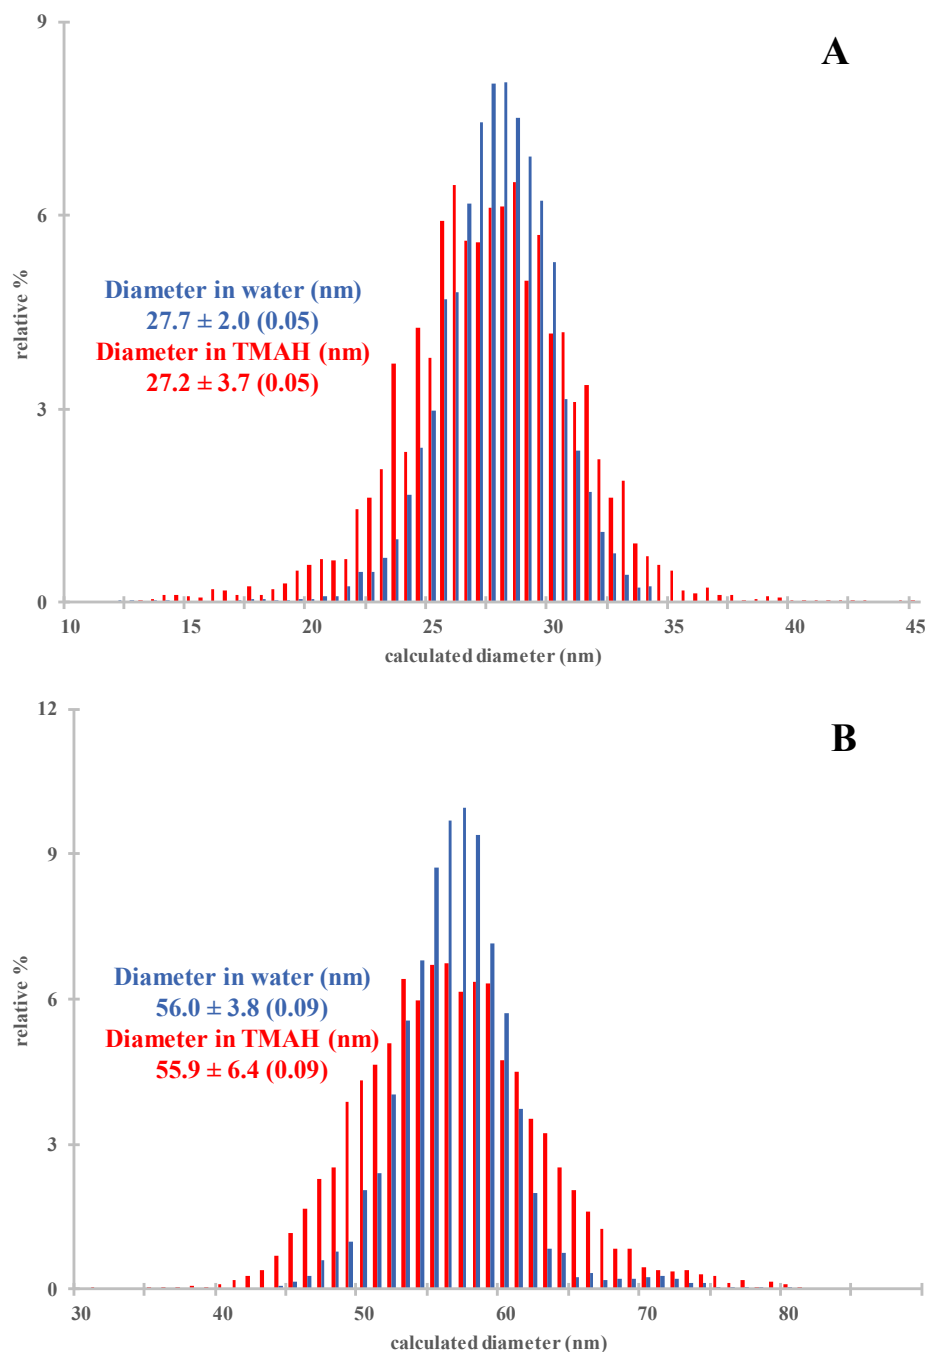 9
A
6
relative %
Diameter in water (nm)
27.7 ± 2.0 (0.05)
Diameter in TMAH (nm)
27.2 ± 3.7 (0.05)
3
0
10 15 20 25 30 35 40 45
calculated diameter (nm)
12
B
9
relative %
Diameter in water (nm)
56.0 ± 3.8 (0.09)
Diameter in TMAH (nm)
55.9 ± 6.4 (0.09)
6
3
0
30 40 50 60 70 80
calculated diameter (nm)